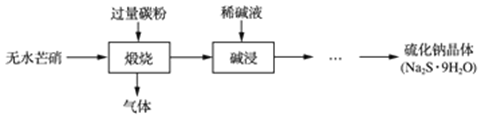 过量碳粉
稀碱液
无水芒硝
煅烧
碱浸
…
硫化钠晶体
(Na₂S·9H₂O)
气体